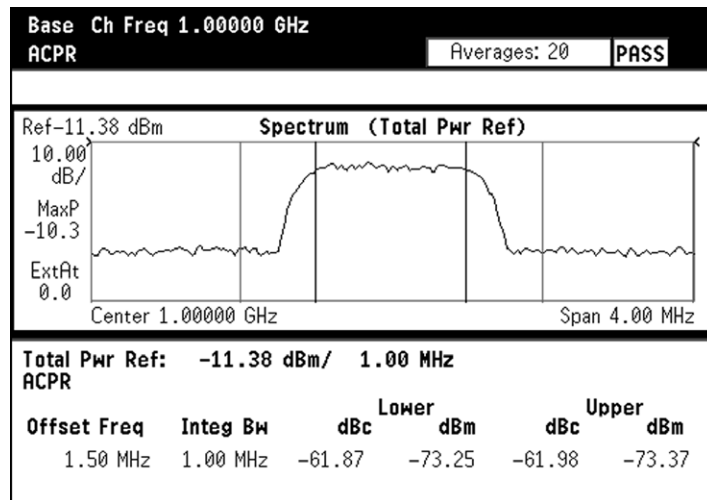 Base Ch Freq 1.00000 GHz
ACPR Averages: 20 PASS
Ref-11.38 dBm Spectrum (Total Pwr Ref)
10.00
dB/
MaxP
-10.3
ExtAt
0.0
Center 1.00000 GHz Span 4.00 MHz
Total Pwr Ref: -11.38 dBm/ 1.00 MHz
ACPR
Lower Upper
Offset Freq Integ Bw dBc dBm dBc dBm
1.50 MHz 1.00 MHz -61.87 -73.25 -61.98 -73.37